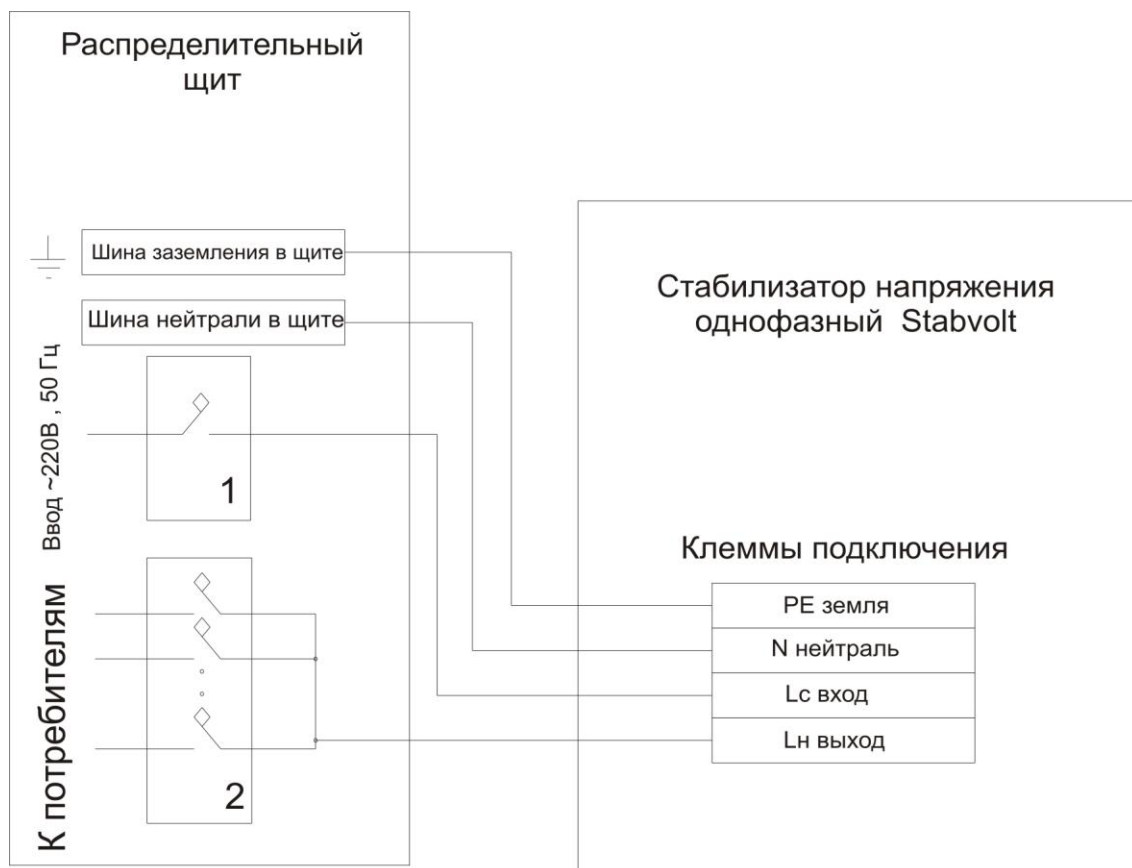 Распределительный
щит
Шина заземления в щите
Шина нейтрали в щите
Ввод ~220В , 50 Гц
1
К потребителям
2
Стабилизатор напряжения
однофазный Stabvolt
Клеммы подключения
PE земля
N нейтраль
Lc вход
Lн выход